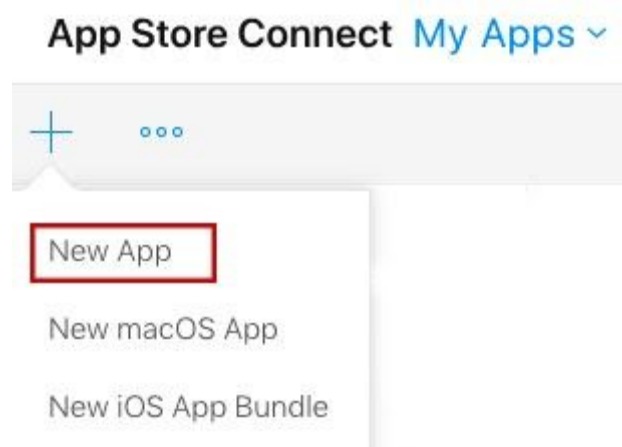 App Store Connect My Apps
New App
New macOS App
New iOS App Bundle